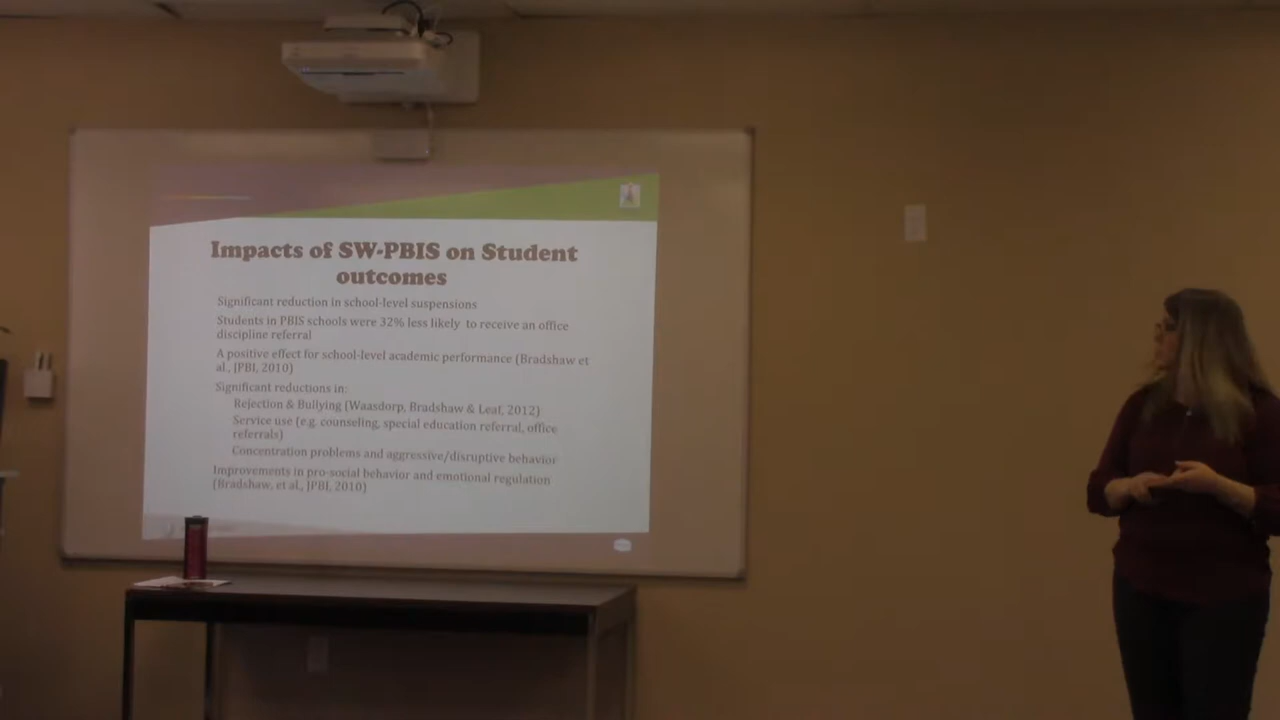 Impacts of SW-PBIS on Student
outcomes
Significant reduction in school-level suspensions
Students in PBIS schools were 32% less likely to receive an office
discipline referral
A positive effect for school-level academic performance (Bradshaw et
al., JPBI, 2010)
Significant reductions in:
Rejection & Bullying (Waasdorp, Bradshaw & Leaf, 2012)
Service use (e.g. counseling, special education referral, office
referrals)
Concentration problems and aggressive/disruptive behavior
Improvements in pro-social behavior and emotional regulation
(Bradshaw, et al., JPBI, 2010)